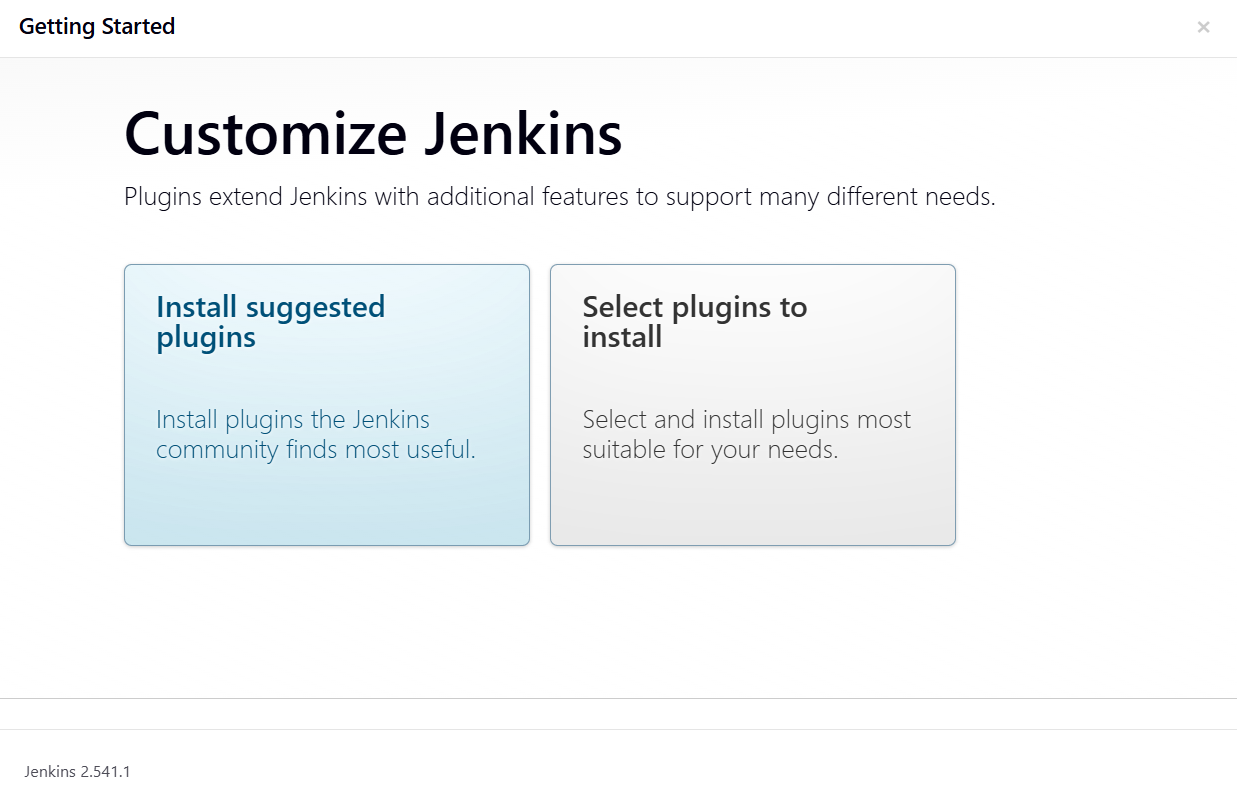 Getting Started
×
Customize Jenkins
Plugins extend Jenkins with additional features to support many different needs.
Install suggested
plugins
Install plugins the Jenkins
community finds most useful.
Select plugins to
install
Select and install plugins most
suitable for your needs.
Jenkins 2.541.1